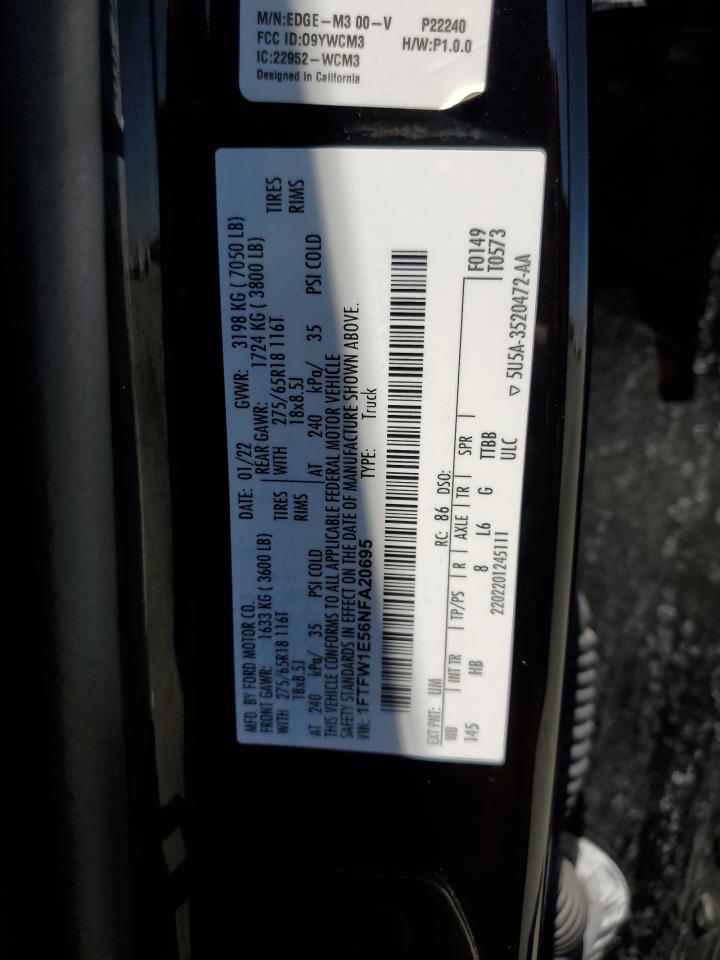 M/N:EDGE-M3 00-V P22240
FCC ID:O9YWCM3 H/W:P1.0.0
IC:22952-WCM3
Designed in California
MFD. BY FORD MOTOR CO.
DATE: 01/22 GVWR: 3198 KG ( 7050 LB)
FRONT GAWR: 1633 KG ( 3600 LB) REAR GAWR: 1724 KG ( 3800 LB)
WITH 275/65R18 116T TIRES WITH 275/65R18 116T TIRES
18x8.5J RIMS 18x8.5J RIMS
AT 240 kPa/ 35 PSI COLD AT 240 kPa/ 35 PSI COLD
THIS VEHICLE CONFORMS TO ALL APPLICABLE FEDERAL MOTOR VEHICLE
SAFETY STANDARDS IN EFFECT ON THE DATE OF MANUFACTURE SHOWN ABOVE.
VIN: 1FTFW1E56NFA20695 TYPE: Truck
EXT PNT: UM RC: 86 DSO: F0149
WB INT TR TP/PS R AXLE TR SPR T0573
145 HB 8 L6 G TTBB
2202201245111 ULC ▽ 5U5A-3520472-AA